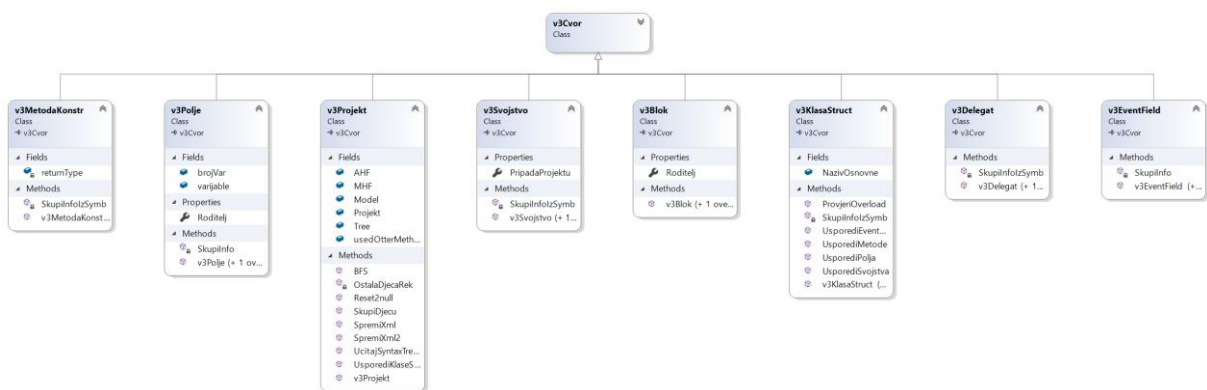 v3Cvor
Class
v3MetodaKonstr
Class
v3Cvor
Fields
returnType
Methods
SkupiInfoIzSymb
v3MetodaKonst...
v3Polje
Class
v3Cvor
Fields
brojVar
varijable
Properties
Roditelj
Methods
SkupiInfo
v3Polje (+ 1 ov...
v3Projekt
Class
v3Cvor
Fields
AHF
MHF
Model
Projekt
Tree
usedOtterMeth...
Methods
BFS
OstalaDjecaRek
Reset2null
SkupiDjecu
SpremiXml
SpremiXml2
UcitajSyntaxTre...
UsporediKlaseS...
v3Projekt
v3Svojstvo
Class
v3Cvor
Properties
PripadaProjektu
Methods
SkupiInfoIzSymb
v3Svojstvo (+ 1...
v3Blok
Class
v3Cvor
Properties
Roditelj
Methods
v3Blok (+ 1 ove...
v3KlasaStruct
Class
v3Cvor
Fields
NazivOsnovne
Methods
ProvjeriOverload
SkupiInfoIzSymb
UsporediEvent...
UsporediMetode
UsporediPolja
UsporediSvojstva
v3KlasaStruct (...
v3Delegat
Class
v3Cvor
Methods
SkupiInfoIzSymb
v3Delegat (+ 1...
v3EventField
Class
v3Cvor
Methods
SkupiInfo
v3EventField (+...